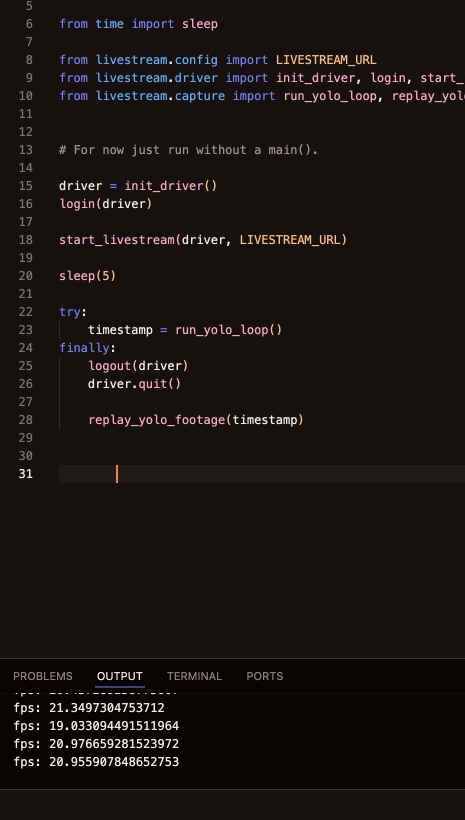 5
6 from time import sleep
7
8 from livestream.config import LIVESTREAM_URL
9 from livestream.driver import init_driver, login, start_
10 from livestream.capture import run_yolo_loop, replay_yol
11
12
13 # For now just run without a main().
14
15 driver = init_driver()
16 login(driver)
17
18 start_livestream(driver, LIVESTREAM_URL)
19
20 sleep(5)
21
22 try:
23     timestamp = run_yolo_loop()
24 finally:
25     logout(driver)
26     driver.quit()
27
28     replay_yolo_footage(timestamp)
29
30
31
PROBLEMS OUTPUT TERMINAL PORTS
fps: 21.3497304753712
fps: 19.033094491511964
fps: 20.976659281523972
fps: 20.955907848652753